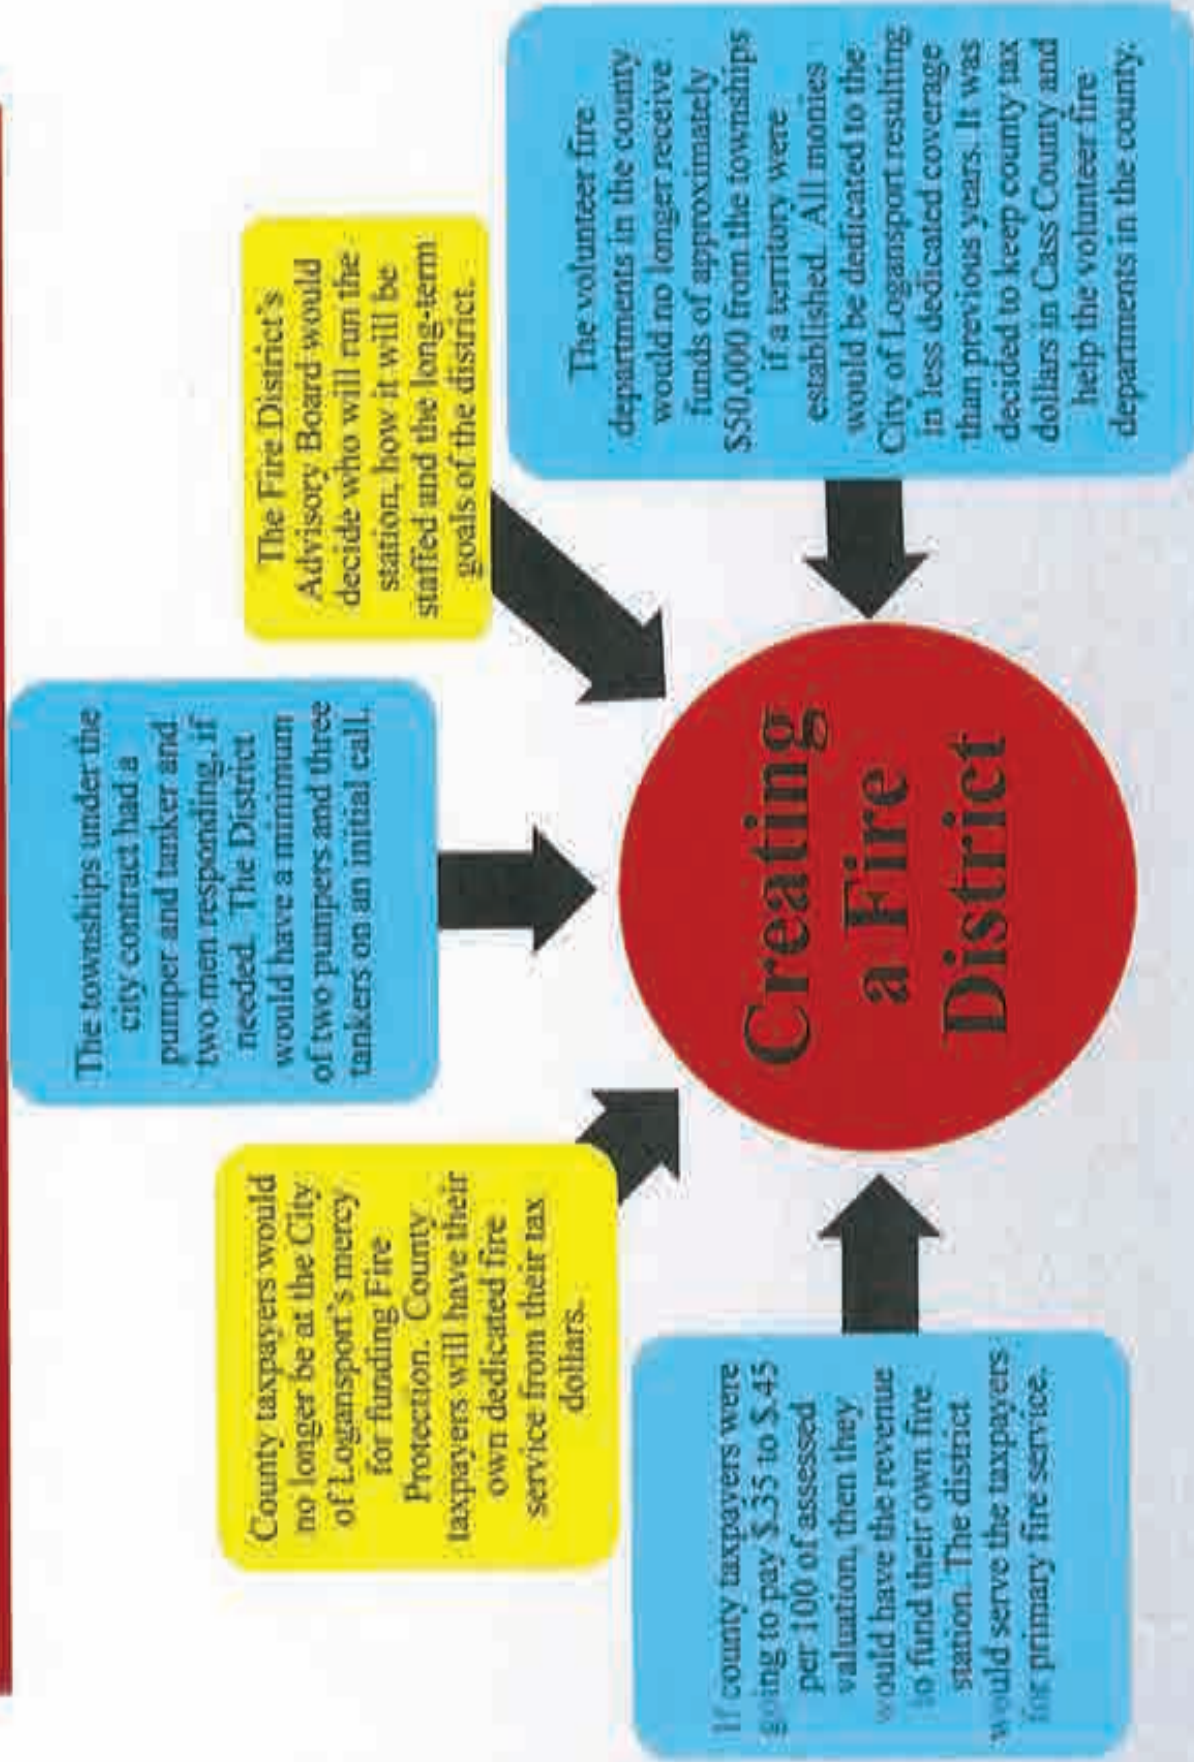 If county taxpayers were
going to pay $.35 to $.45
per 100 of assessed
valuation, then they
would have the revenue
to fund their own fire
station. The district
would serve the taxpayers
for primary fire service.
County taxpayers would
no longer be at the City
of Logansport's mercy
for funding Fire
Protection. County
taxpayers will have their
own dedicated fire
service from their tax
dollars.
The townships under the
city contract had a
pumper and tanker and
two men responding, if
needed. The District
would have a minimum
of two pumpers and three
tankers on an initial call.
The Fire District's
Advisory Board would
decide who will run the
station, how it will be
staffed and the long-term
goals of the district.
The volunteer fire
departments in the county
would no longer receive
funds of approximately
$50,000 from the townships
if a territory were
established. All monies
would be dedicated to the
City of Logansport resulting
in less dedicated coverage
than previous years. It was
decided to keep county tax
dollars in Cass County and
help the volunteer fire
departments in the county.
Creating
a Fire
District